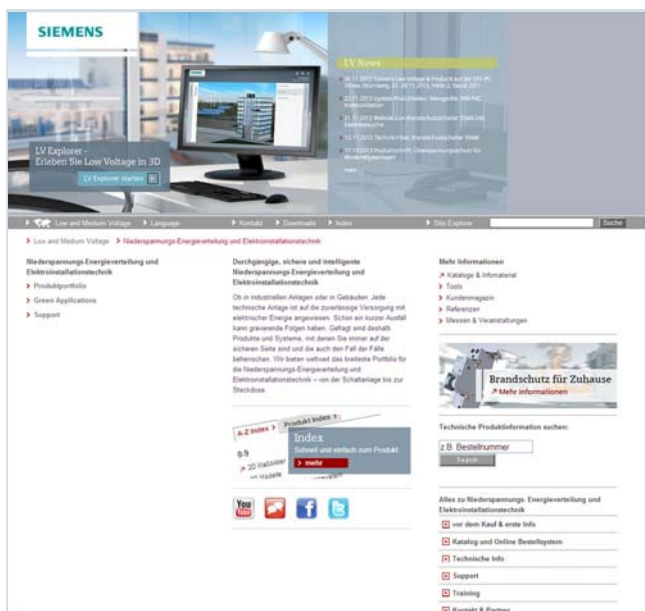 SIEMENS
LV News
mehr
LV Explorer -
Erleben Sie Low Voltage in 3D
LV Explorer starten
Low and Medium Voltage Language Kontakt Downloads Index Site Explorer Suche
Low and Medium Voltage Niederspannungs-Energieverteilung und Elektroinstallationstechnik
Niederspannungs-Energieverteilung und
Elektroinstallationstechnik
Produktportfolio
Green Applications
Support
Durchgängige, sichere und intelligente
Niederspannungs-Energieverteilung und
Elektroinstallationstechnik
Ob in industriellen Anlagen oder in Gebäuden: Jede
technische Anlage ist auf die zuverlässige Versorgung mit
elektrischer Energie angewiesen. Schon ein kurzer Ausfall
kann gravierende Folgen haben. Gefragt sind deshalb
Produkte und Systeme, mit denen Sie immer auf der
sicheren Seite sind und die auch den Fall der Fälle
beherrschen. Wir bieten weltweit das breiteste Portfolio für
die Niederspannungs-Energieverteilung und
Elektroinstallationstechnik – von der Schaltanlage bis zur
Steckdose.
A-Z Index > Produkt Index >
0-9
2D Maßbilder
Index
Schnell und einfach zum Produkt
mehr
You
Tube
Mehr Informationen
Kataloge & Infomaterial
Tools
Kundenmagazin
Referenzen
Messen & Veranstaltungen
Brandschutz für Zuhause
Mehr Informationen
Technische Produktinformation suchen:
z.B. Bestellnummer
Search
Alles zu Niederspannungs- Energieverteilung und
Elektroinstallationstechnik
vor dem Kauf & erste Info
Katalog und Online Bestellsystem
Technische Info
Support
Training
Kontakt & Partner